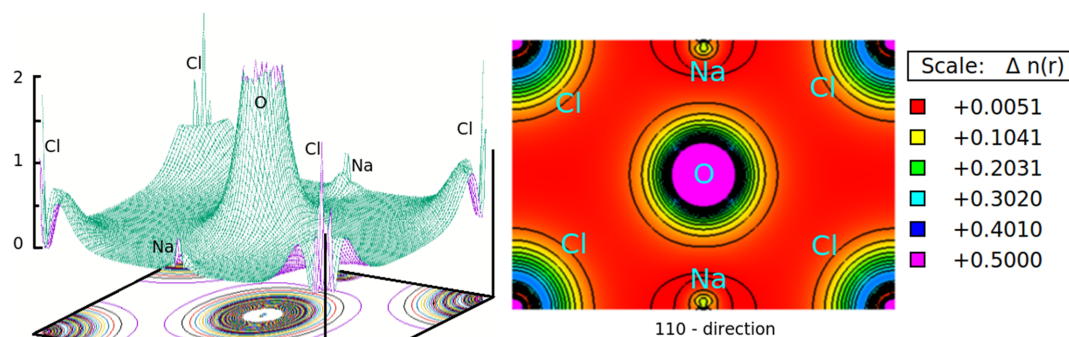 2
1
0
Cl
Cl
O
Cl
Na
Cl
Na
Na
Cl
Cl
O
Cl
Cl
Na
110 - direction
Scale: Δ n(r)
+0.0051
+0.1041
+0.2031
+0.3020
+0.4010
+0.5000